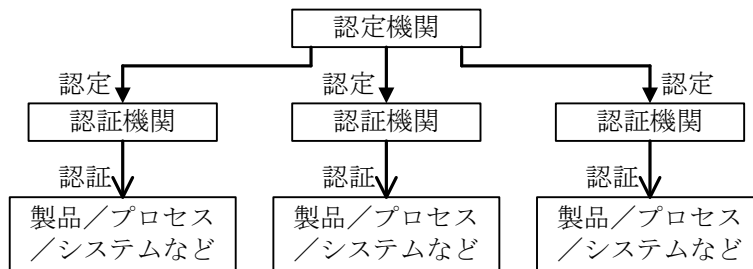 認定機関
認定 認定 認定
認証機関 認証機関 認証機関
認証 認証 認証
製品／プロセス 製品／プロセス 製品／プロセス
／システムなど ／システムなど ／システムなど